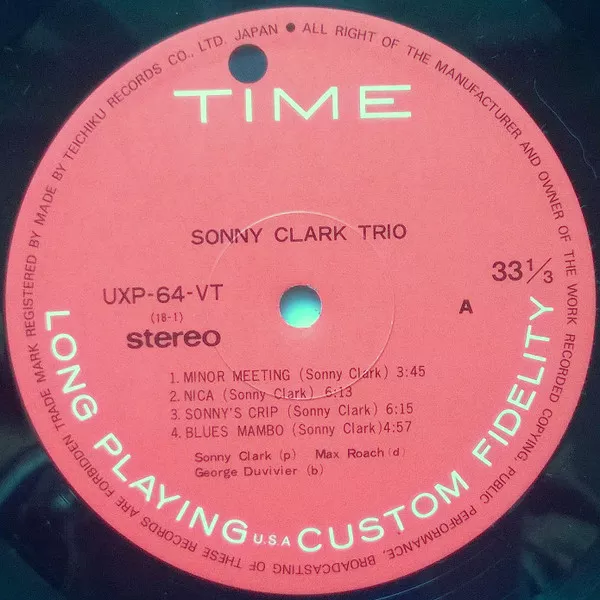 TRADE MARK REGISTERED BY MADE BY TEICHIKU RECORDS CO., LTD. JAPAN • ALL RIGHT OF THE MANUFACTURER AND OWNER OF THE WORK RECORDED COPYING, PUBLIC PERFORMANCE, BROADCASTING OF THESE RECORDS ARE FORBIDDEN
TIME
SONNY CLARK TRIO
UXP-64-VT
(18-1)
stereo
33 1/3
A
1. MINOR MEETING (Sonny Clark) 3:45
2. NICA (Sonny Clark) 6:13
3. SONNY'S CRIP (Sonny Clark) 6:15
4. BLUES MAMBO (Sonny Clark) 4:57
Sonny Clark (p) Max Roach (d)
George Duvivier (b)
LONG PLAYING U.S.A CUSTOM FIDELITY